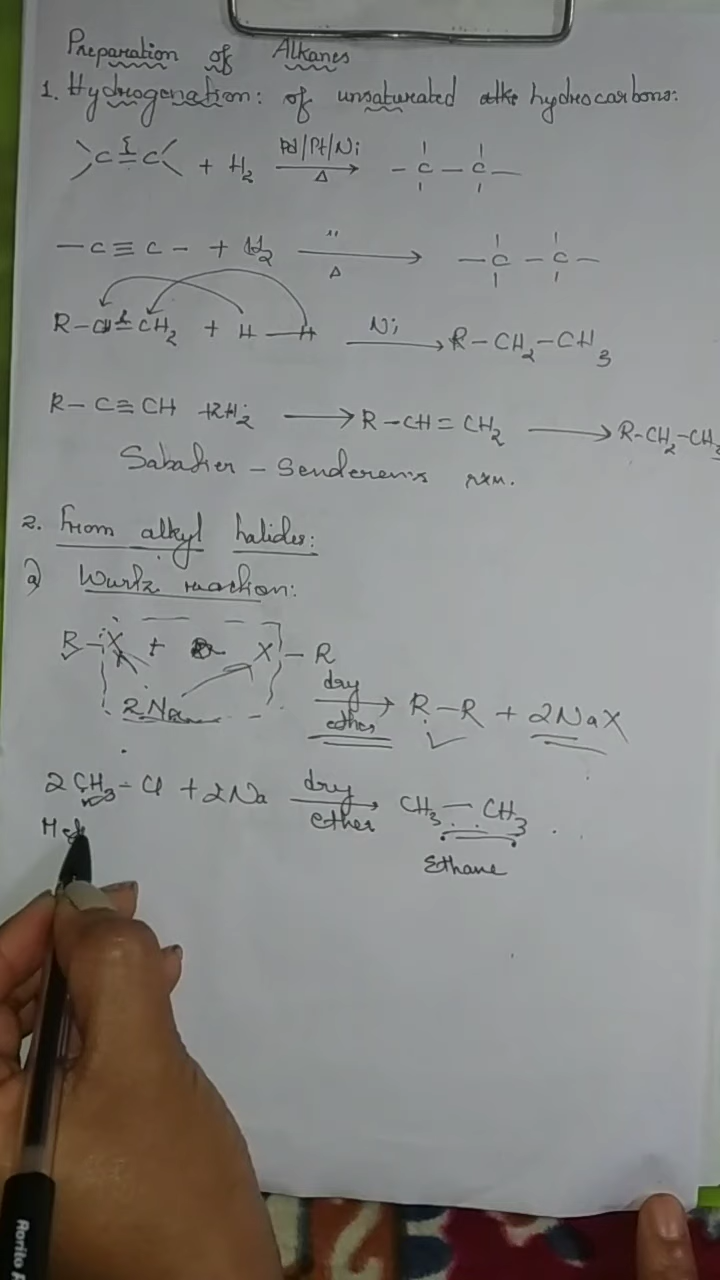 Preparation of Alkanes
1. Hydrogenation: of unsaturated hydrocarbons:
>C=C< + H2 Pd/Pt/Ni Δ → -C-C-
-C≡C- + H2 " Δ → -C-C-
R-CH=CH2 + H-H Ni → R-CH2-CH3
R-C≡CH + 2H2 → R-CH=CH2 → R-CH2-CH3
Sabatier - Senderen's rxn.
2. From alkyl halides:
a) Wurtz reaction:
R-X + X-R
2Na dry ether → R-R + 2NaX
2CH3-Cl + 2Na dry ether → CH3-CH3
Ethane